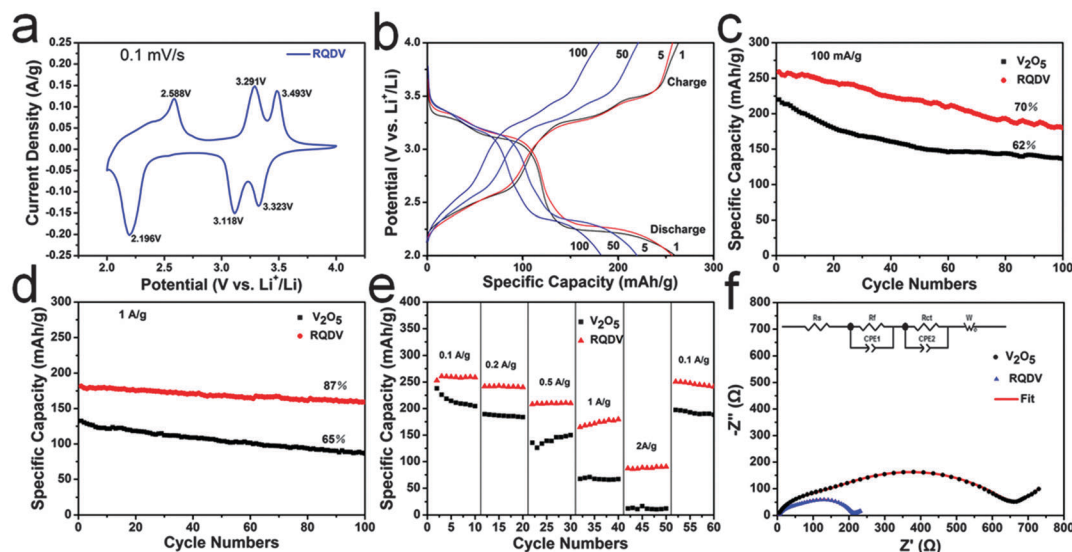 a
0.1 mV/s
RQDV
2.588V
3.291V
3.493V
2.196V
3.118V
3.323V
0.25
0.20
0.15
0.10
0.05
0.00
-0.05
-0.10
-0.15
-0.20
-0.25
2.0 2.5 3.0 3.5 4.0
Current Density (A/g)
Potential (V vs. Li⁺/Li)
b
100 50 5 1
Charge
Discharge
100 50 5 1
4.0
3.5
3.0
2.5
2.0
0 100 200 300
Potential (V vs. Li⁺/Li)
Specific Capacity (mAh/g)
c
100 mA/g
V₂O₅
RQDV
70%
62%
300
250
200
150
100
50
0
0 20 40 60 80 100
Specific Capacity (mAh/g)
Cycle Numbers
d
1 A/g
V₂O₅
RQDV
87%
65%
300
250
200
150
100
50
0
0 20 40 60 80 100
Specific Capacity (mAh/g)
Cycle Numbers
e
V₂O₅
RQDV
0.1 A/g
0.2 A/g
0.5 A/g
1 A/g
2A/g
0.1 A/g
400
350
300
250
200
150
100
50
0
0 5 10 15 20 25 30 35 40 45 50 55 60
Specific Capacity (mAh/g)
Cycle Numbers
f
Rs Rf Rct W
CPE1 CPE2
V₂O₅
RQDV
Fit
800
700
600
500
400
300
200
100
0
0 100 200 300 400 500 600 700 800
-Z'' (Ω)
Z' (Ω)